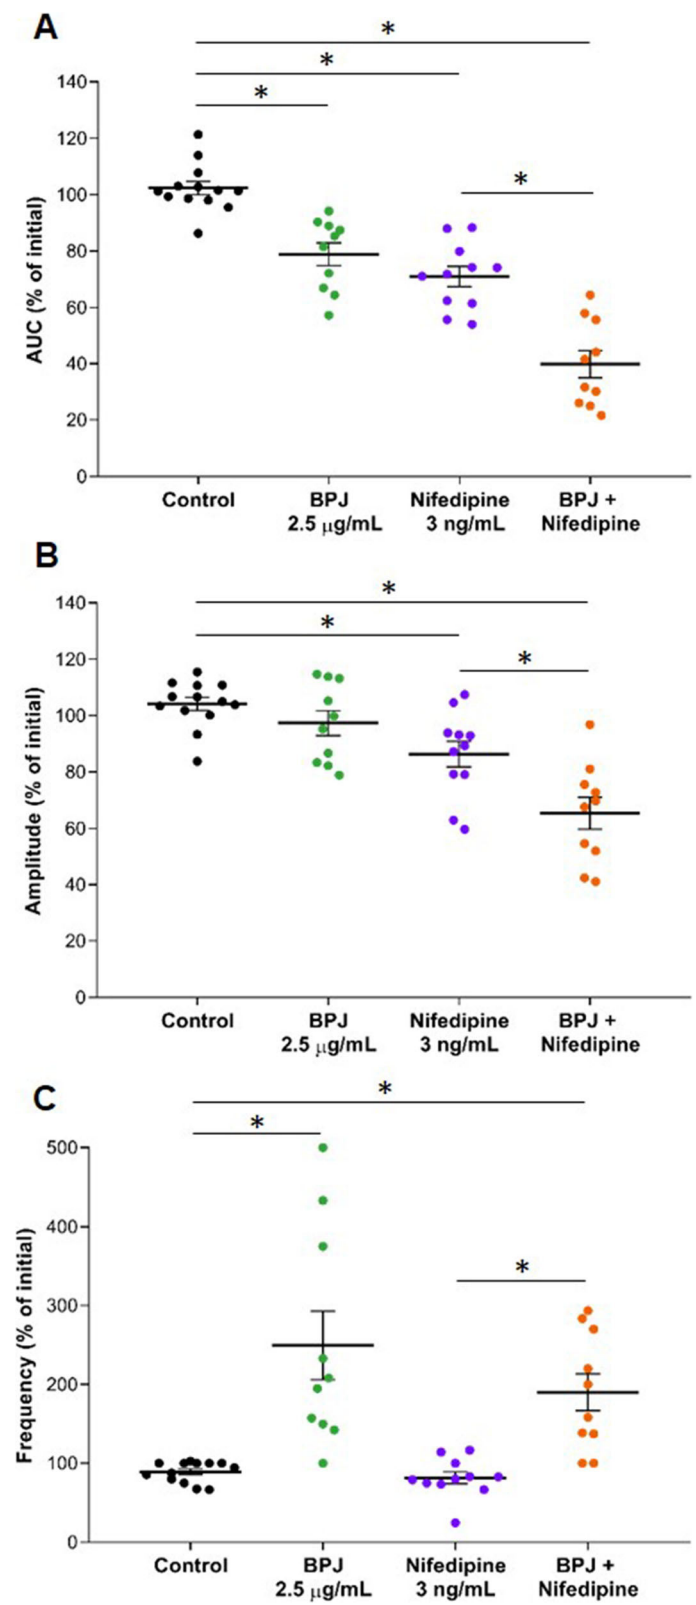 A
*
*
*
*
AUC (% of initial)
140
120
100
80
60
40
20
0
Control
BPJ
2.5 μg/mL
Nifedipine
3 ng/mL
BPJ +
Nifedipine
B
*
*
*
Amplitude (% of initial)
140
120
100
80
60
40
20
0
Control
BPJ
2.5 μg/mL
Nifedipine
3 ng/mL
BPJ +
Nifedipine
C
*
*
*
Frequency (% of initial)
500
400
300
200
100
0
Control
BPJ
2.5 μg/mL
Nifedipine
3 ng/mL
BPJ +
Nifedipine